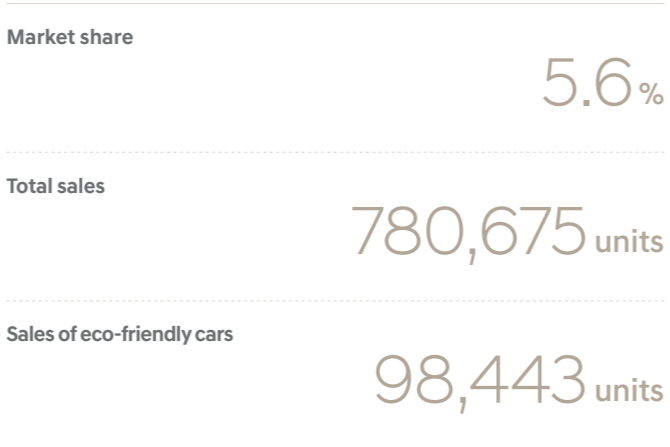 Market share
5.6 %
Total sales
780,675 units
Sales of eco-friendly cars
98,443 units